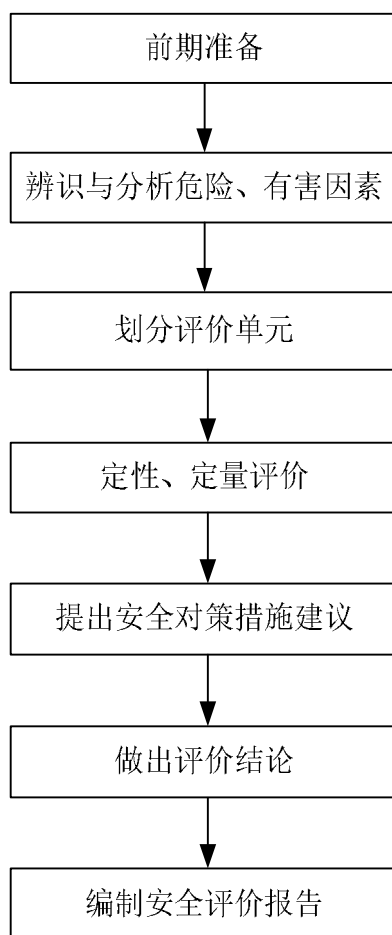 前期准备
辨识与分析危险、有害因素
划分评价单元
定性、定量评价
提出安全对策措施建议
做出评价结论
编制安全评价报告